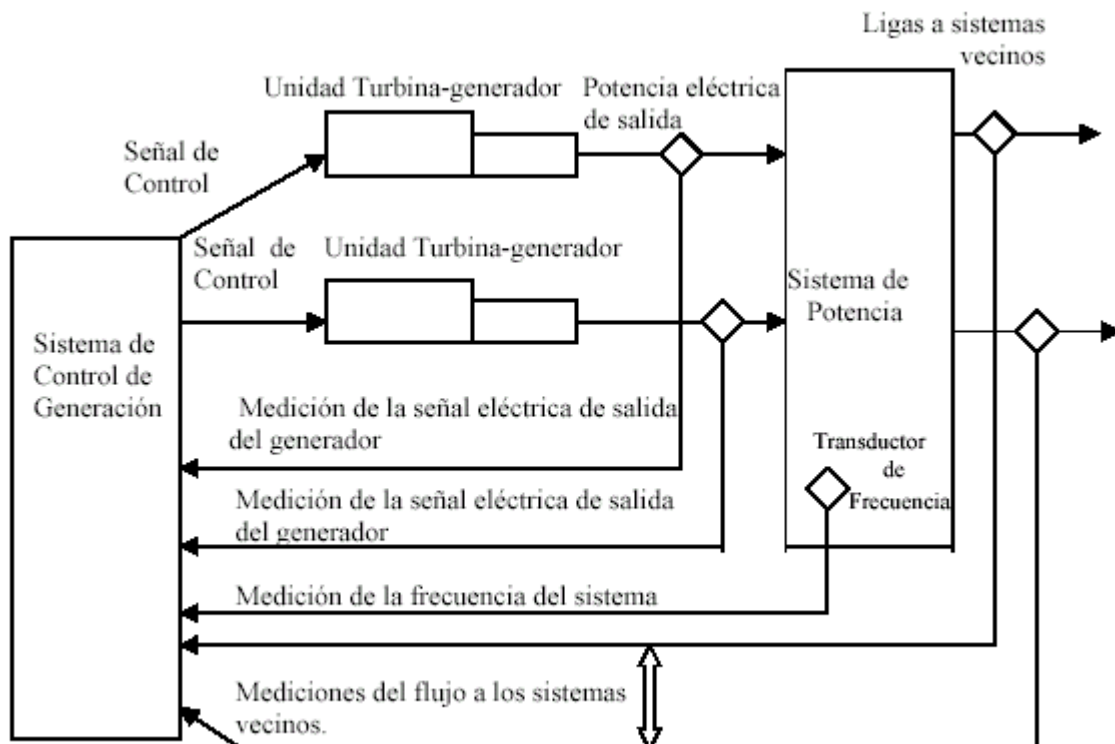 Ligas a sistemas
vecinos
Unidad Turbina-generador
Potencia eléctrica
de salida
Señal de
Control
Señal de
Control
Unidad Turbina-generador
Sistema de
Potencia
Sistema de
Control de
Generación
Medición de la señal eléctrica de salida
del generador
Transductor
de
Frecuencia
Medición de la señal eléctrica de salida
del generador
Medición de la frecuencia del sistema
Mediciones del flujo a los sistemas
vecinos.